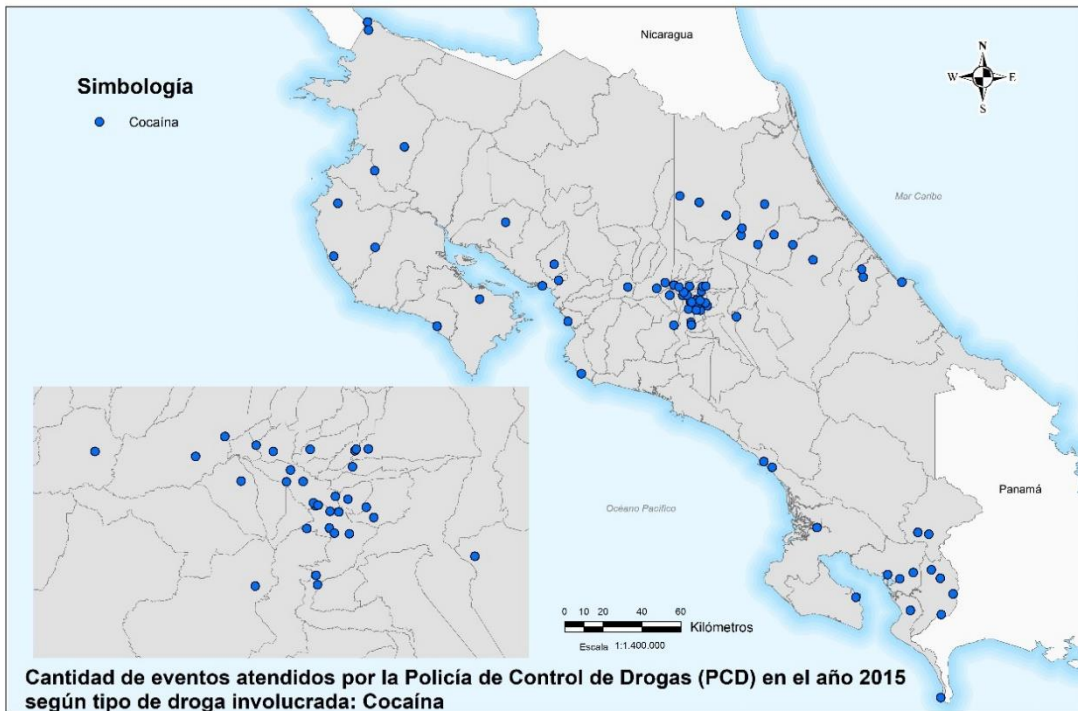 Nicaragua
N
W E
S
Simbología
Cocaína
Mar Caribe
Panamá
Océano Pacífico
0 10 20 40 60
Kilómetros
Escala 1:1.400.000
Cantidad de eventos atendidos por la Policía de Control de Drogas (PCD) en el año 2015
según tipo de droga involucrada: Cocaína